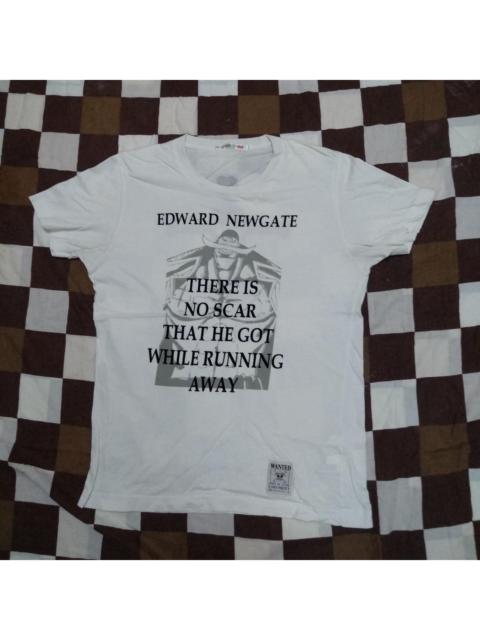 EDWARD NEWGATE
THERE IS
NO SCAR
THAT HE GOT
WHILE RUNNING
AWAY
WANTED